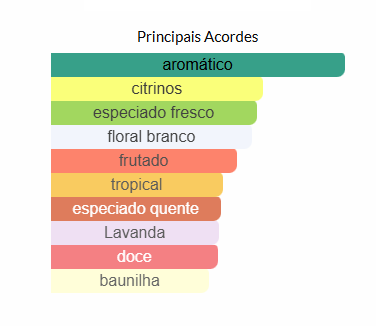 Principais Acordes
aromático
citrinos
especiado fresco
floral branco
frutado
tropical
especiado quente
Lavanda
doce
baunilha